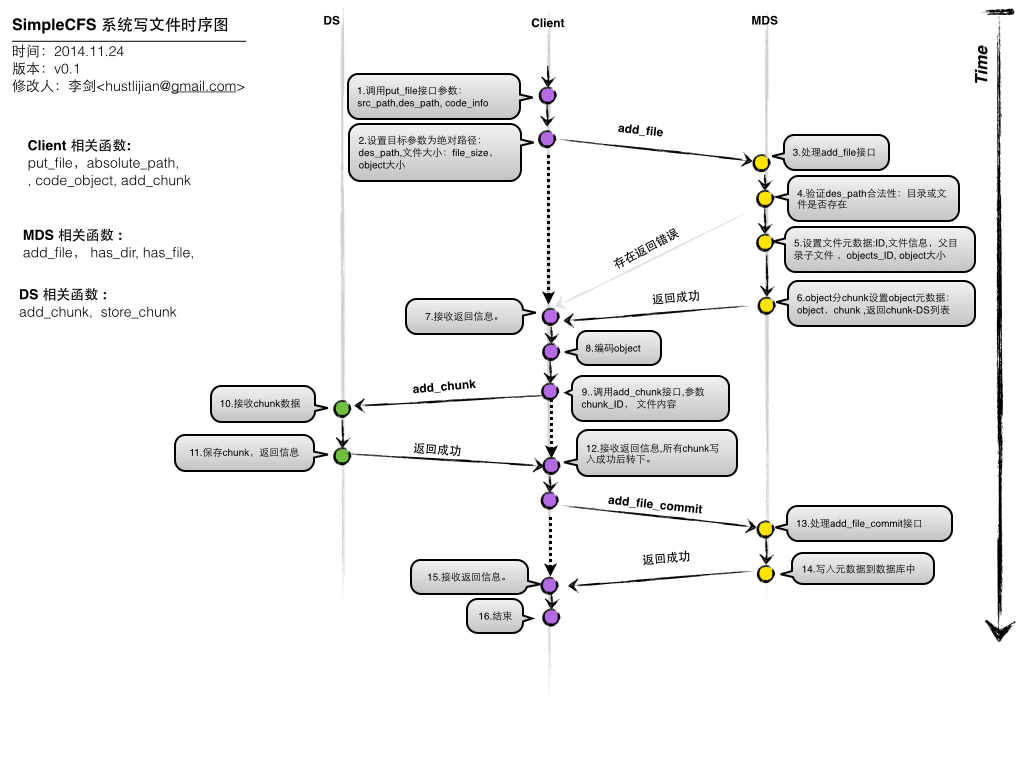 SimpleCFS 系统写文件时序图
时间：2014.11.24
版本：v0.1
修改人：李剑<hustlijian@gmail.com>
Client 相关函数:
put_file，absolute_path,
, code_object, add_chunk
MDS 相关函数：
add_file， has_dir, has_file,
DS 相关函数：
add_chunk,  store_chunk
DS
Client
MDS
Time
1.调用put_file接口参数：
src_path,des_path, code_info
2.设置目标参数为绝对路径：
des_path,文件大小：file_size，
object大小
add_file
3.处理add_file接口
4.验证des_path合法性：目录或文
件是否存在
存在返回错误
5.设置文件元数据:ID,文件信息，父目
录子文件 ，objects_ID, object大小
6.object分chunk设置object元数据：
object，chunk ,返回chunk-DS列表
返回成功
7.接收返回信息。
8.编码object
9..调用add_chunk接口,参数
chunk_ID， 文件内容
add_chunk
10.接收chunk数据
11.保存chunk，返回信息
返回成功
12.接收返回信息,所有chunk写
入成功后转下。
add_file_commit
13.处理add_file_commit接口
14.写入元数据到数据库中
返回成功
15.接收返回信息。
16.结束